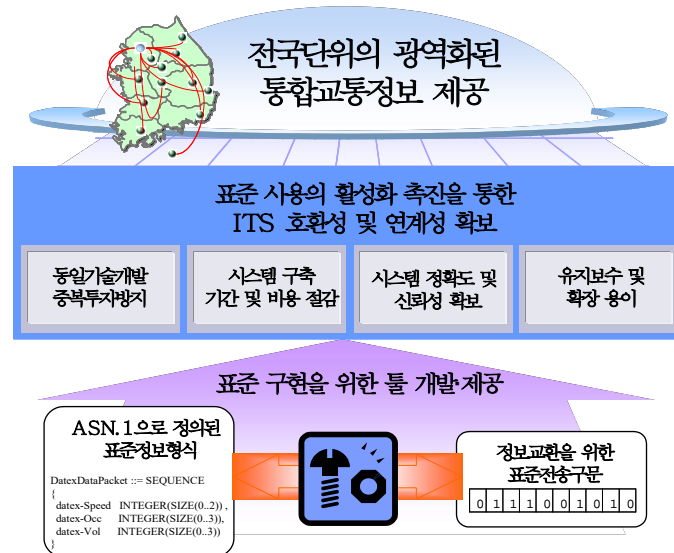 전국단위의 광역화된
통합교통정보 제공
표준 사용의 활성화 촉진을 통한
ITS 호환성 및 연계성 확보
동일기술개발
중복투자방지
시스템 구축
기간 및 비용 절감
시스템 정확도 및
신뢰성 확보
유지보수 및
확장 용이
표준 구현을 위한 툴 개발·제공
ASN.1으로 정의된
표준정보형식
DatexDataPacket ::= SEQUENCE
{
datex-Speed INTEGER(SIZE(0..2)) ,
datex-Occ INTEGER(SIZE(0..3)),
datex-Vol INTEGER(SIZE(0..3))
}
정보교환을 위한
표준전송구문
0 1 1 1 0 0 1 0 1 0